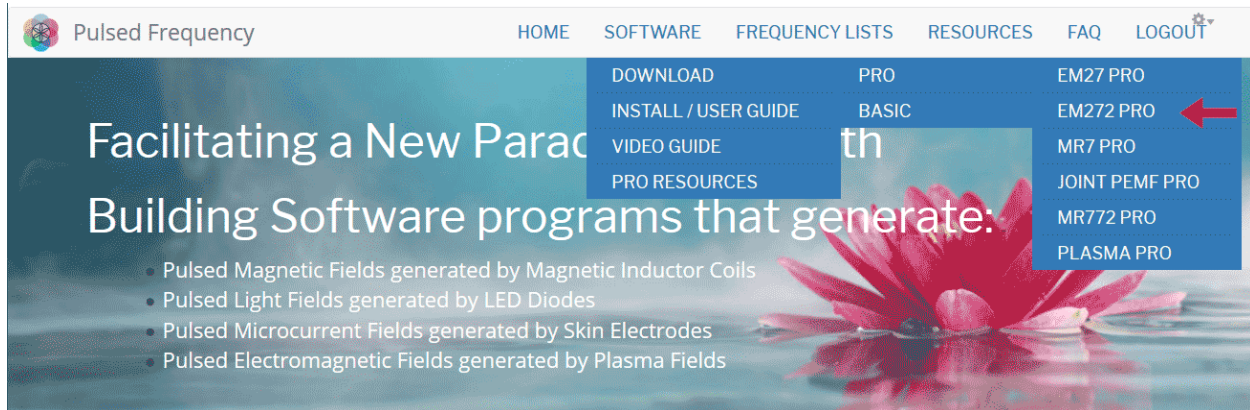 Pulsed Frequency
HOME SOFTWARE FREQUENCY LISTS RESOURCES FAQ LOGOUT
DOWNLOAD PRO EM27 PRO
INSTALL / USER GUIDE BASIC EM272 PRO
VIDEO GUIDE MR7 PRO
PRO RESOURCES JOINT PEMF PRO
MR772 PRO
PLASMA PRO
Facilitating a New
Building Software programs that generate:
Pulsed Magnetic Fields generated by Magnetic Inductor Coils
Pulsed Light Fields generated by LED Diodes
Pulsed Microcurrent Fields generated by Skin Electrodes
Pulsed Electromagnetic Fields generated by Plasma Fields